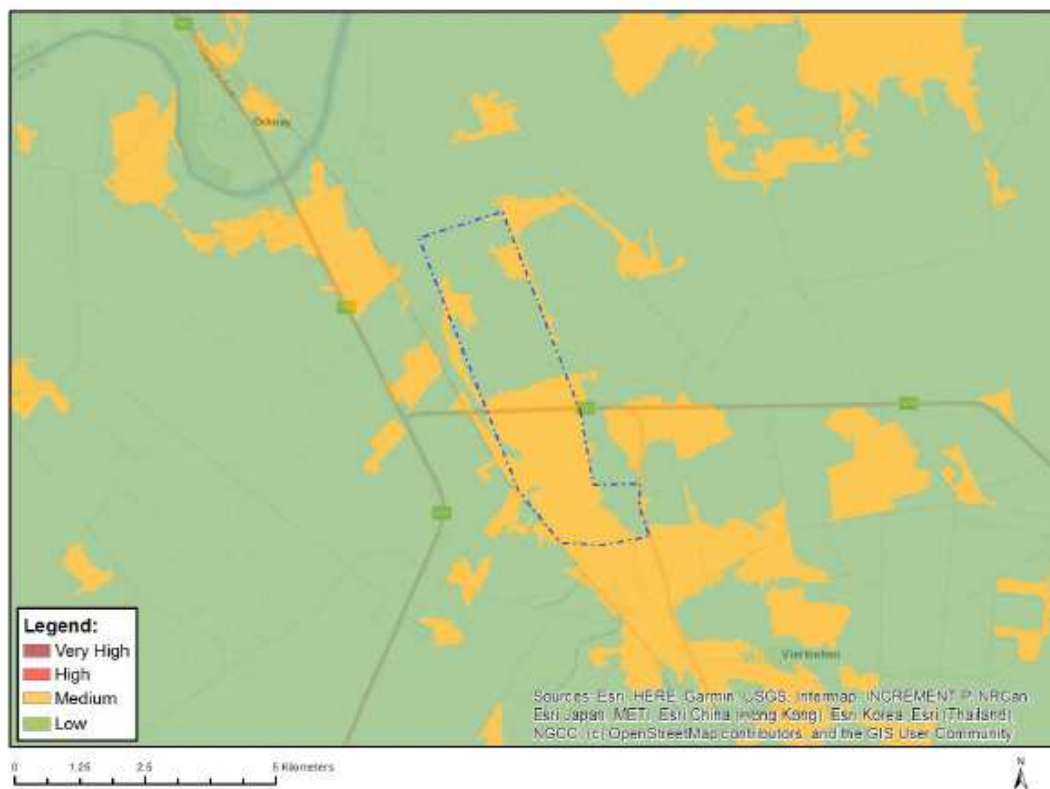 Odirdy
Vierfontein
Legend:
Very High
High
Medium
Low
Sources: Esri, HERE, Garmin, USGS, Intermap, INCREMENT P, NRCan,
Esri Japan, METI, Esri China (Hong Kong), Esri Korea, Esri (Thailand),
NGCC, (c) OpenStreetMap contributors, and the GIS User Community
0 1,25 2,5 5 Kilometers
N